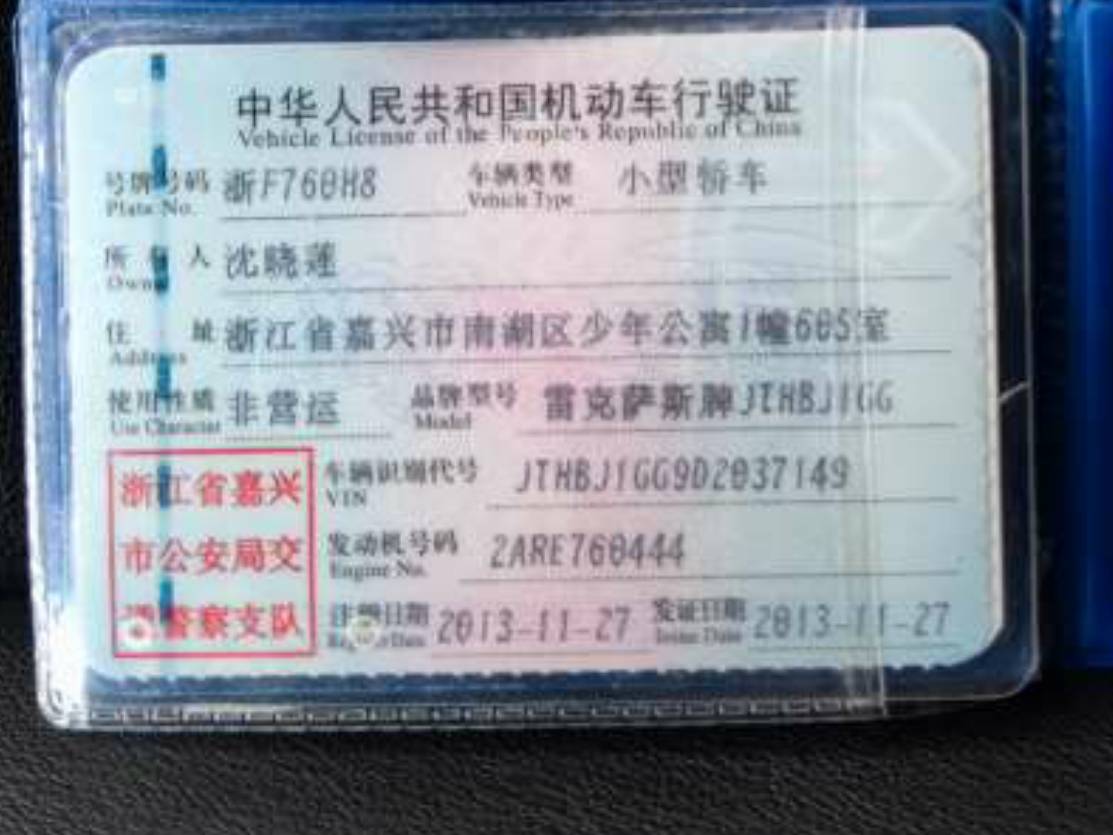 中华人民共和国机动车行驶证
Vehicle License of the People's Republic of China
号牌号码 浙F760H8 车辆类型 小型轿车
Plate No. Vehicle Type
所有人 沈晓莲
Owner
住址 浙江省嘉兴市南湖区少年公寓1幢605室
Address
使用性质 非营运 品牌型号 雷克萨斯牌JTHBJ1GG
Use Character Model
浙江省嘉兴 车辆识别代号 JTHBJ1GG9D2037149
VIN
市公安局交 发动机号码 2ARE760444
Engine No.
通警察支队 注册日期 2013-11-27 发证日期 2013-11-27
Register Date Issue Date